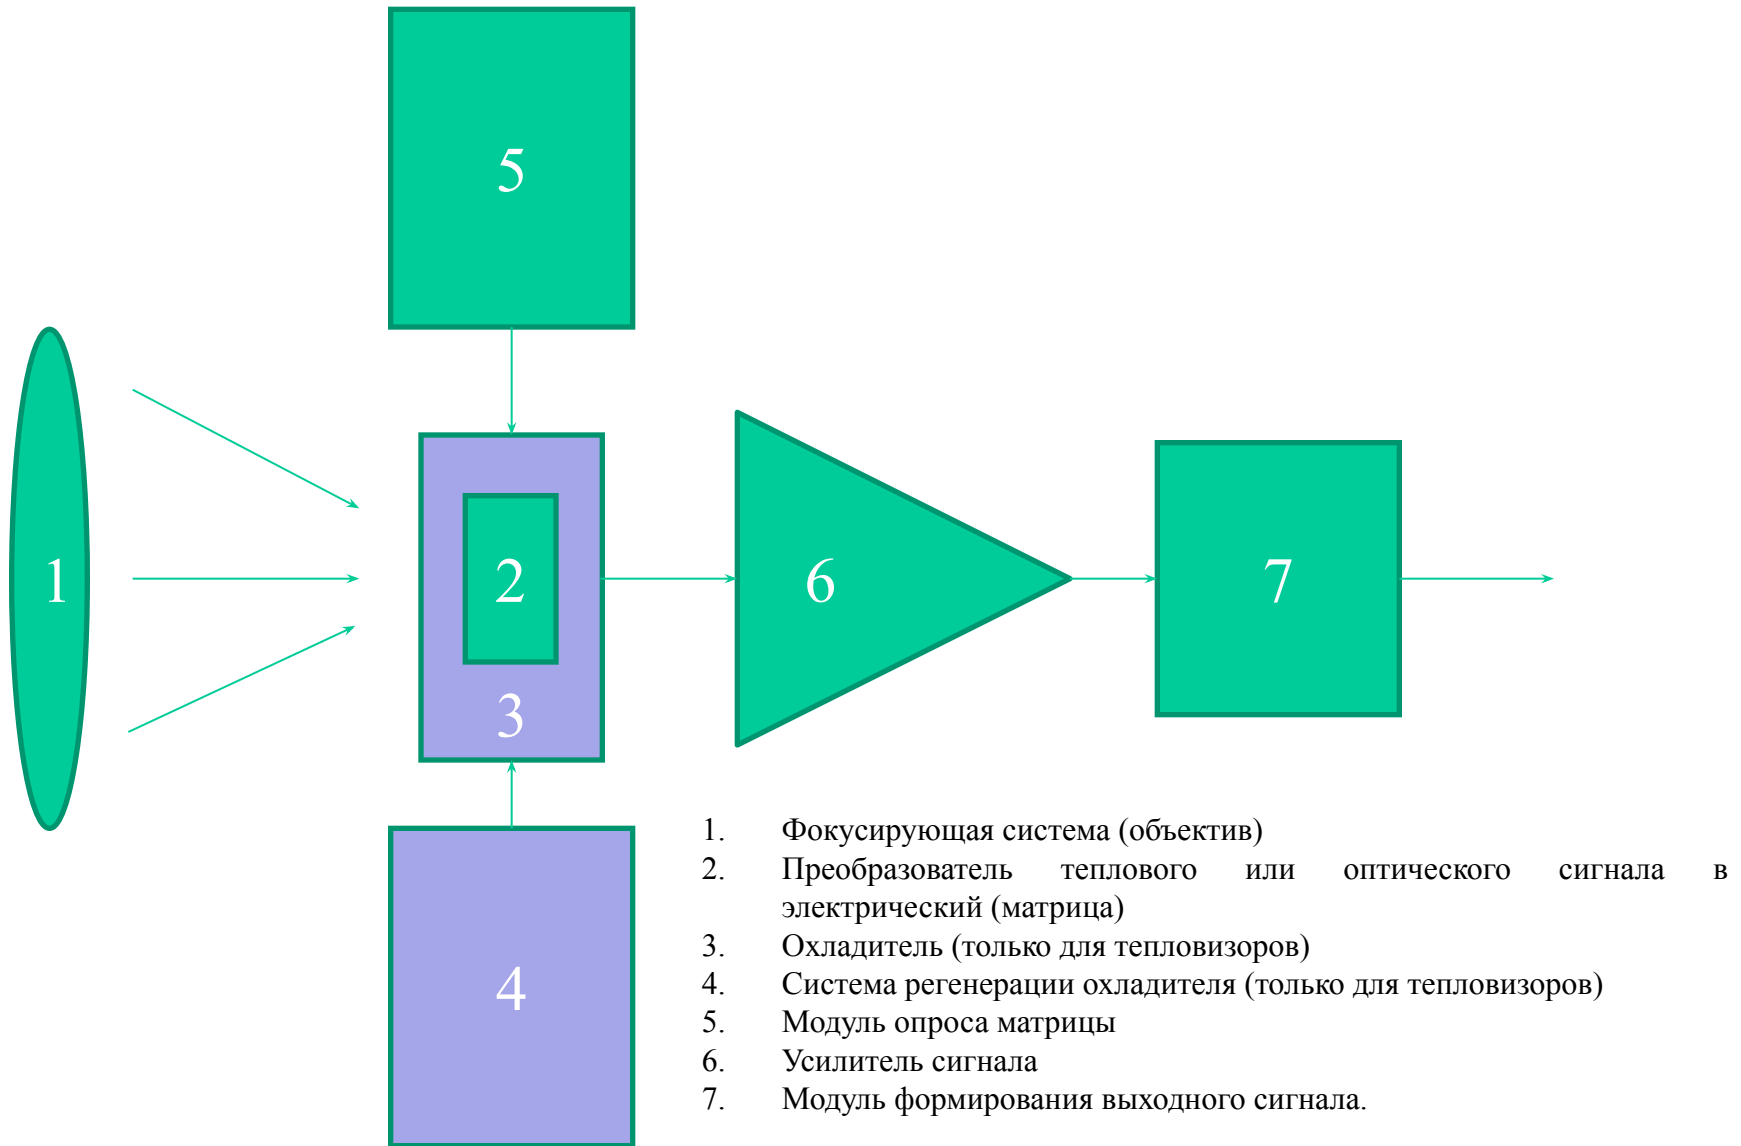 5
1
2
3
6
7
4
1. Фокусирующая система (объектив)
2. Преобразователь теплового или оптического сигнала в
электрический (матрица)
3. Охладитель (только для тепловизоров)
4. Система регенерации охладителя (только для тепловизоров)
5. Модуль опроса матрицы
6. Усилитель сигнала
7. Модуль формирования выходного сигнала.